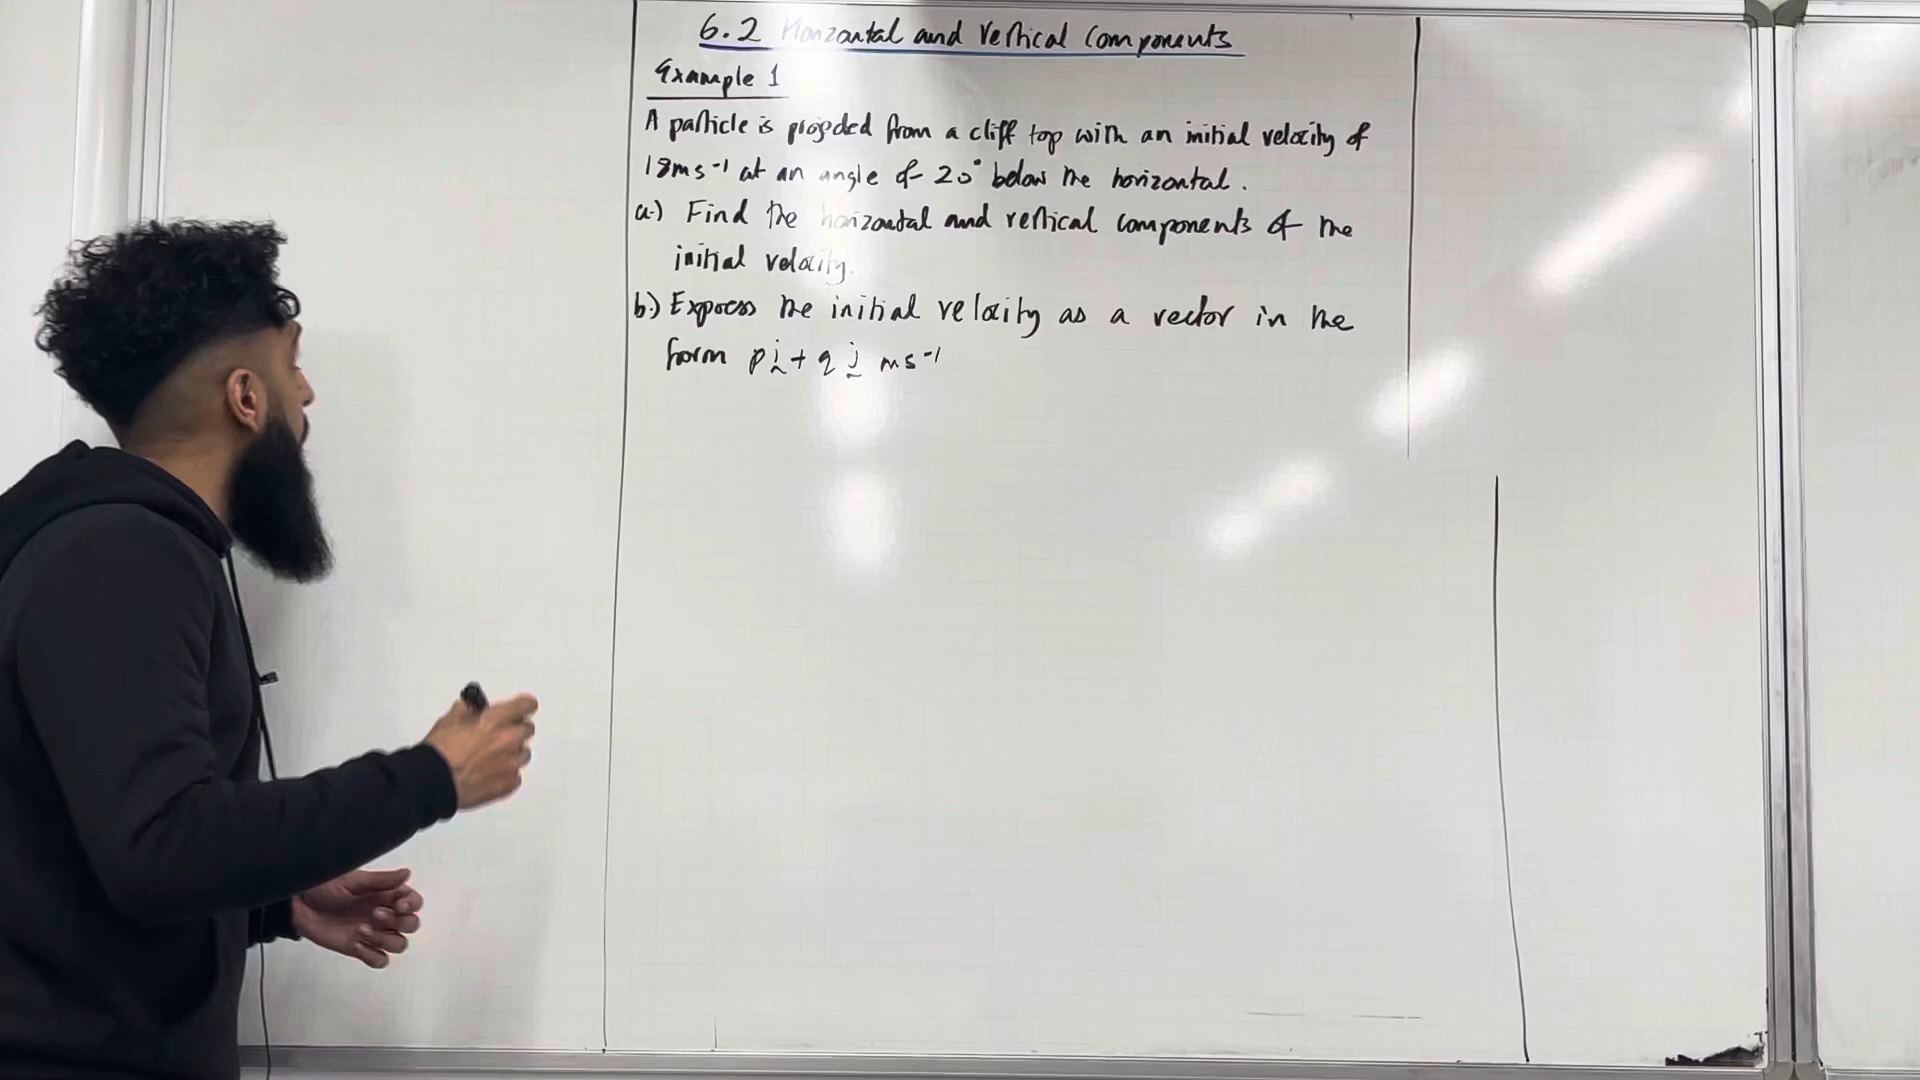 6.2 Horizontal and Vertical Components
Example 1
A particle is projected from a cliff top with an initial velocity of
18ms⁻¹ at an angle of 20° below the horizontal.
a.) Find the horizontal and vertical components of the
initial velocity.
b.) Express the initial velocity as a vector in the
form pi + qj ms⁻¹